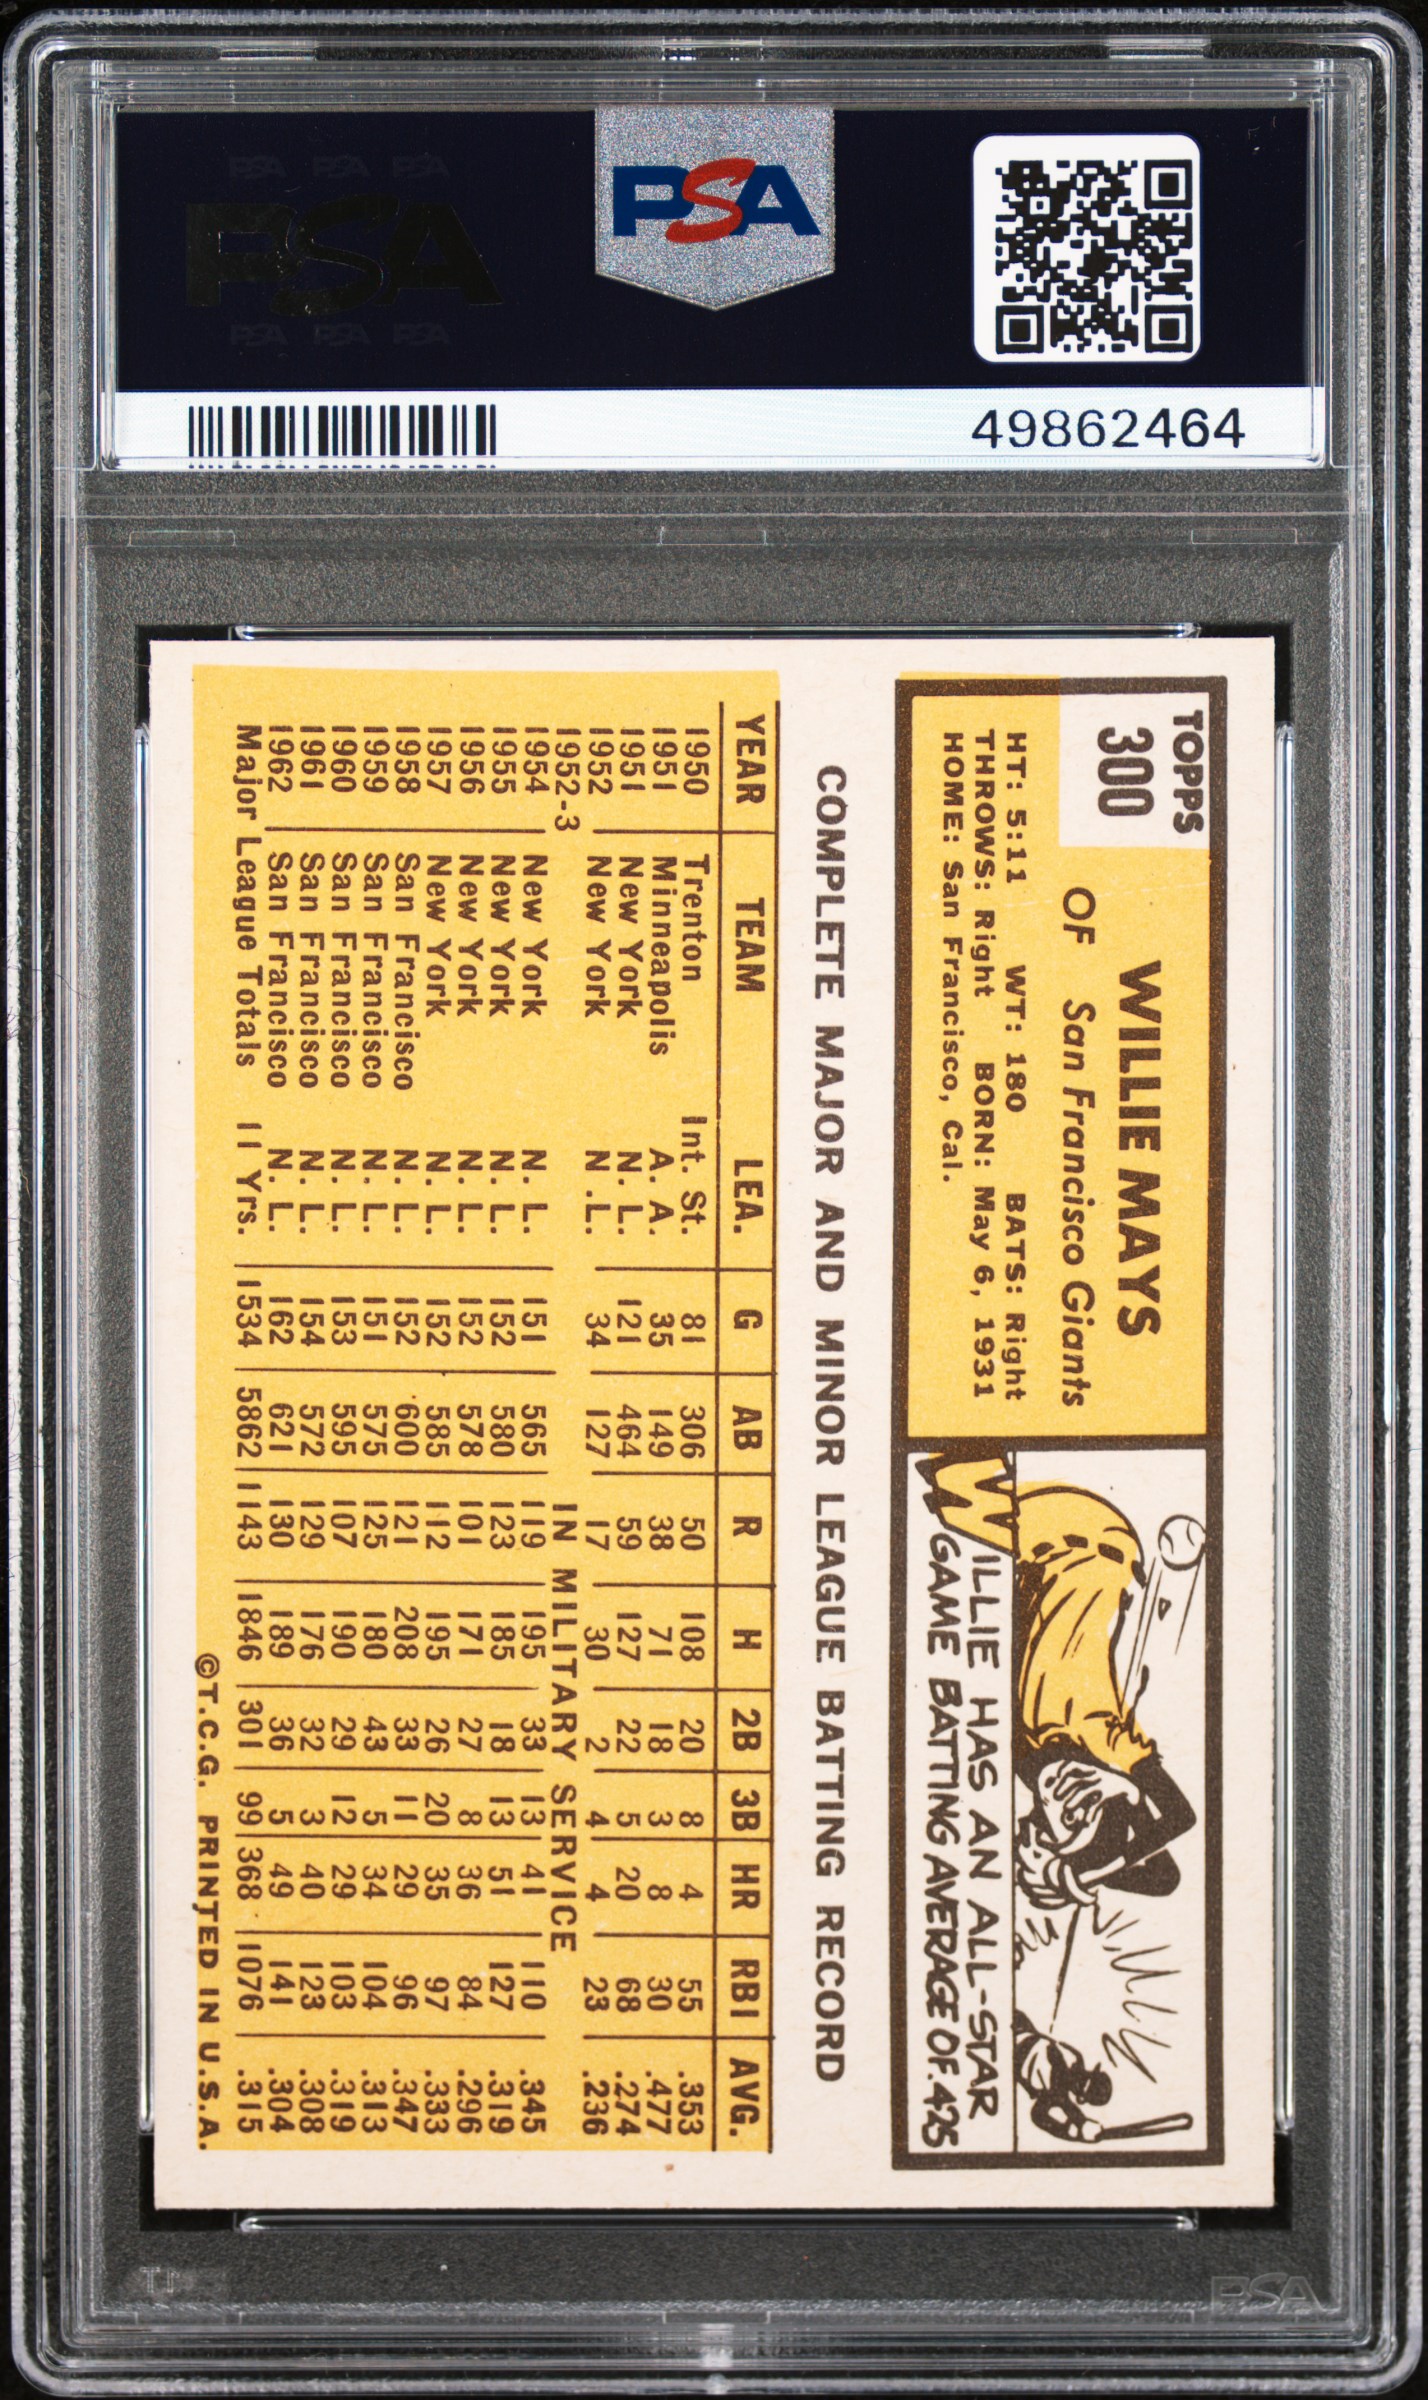 PSA PSA PSA
PSA
PSA PSA PSA
PSA
49862464
TOPPS
300
WILLIE MAYS
OF San Francisco Giants
HT: 5:11 WT: 180 BATS: Right
THROWS: Right BORN: May 6, 1931
HOME: San Francisco, Cal.
WILLIE HAS AN ALL-STAR
GAME BATTING AVERAGE OF .425
COMPLETE MAJOR AND MINOR LEAGUE BATTING RECORD
YEAR TEAM LEA. G AB R H 2B 3B HR RBI AVG.
1950 Trenton Int. St. 81 306 50 108 20 8 4 55 .353
1951 Minneapolis A. A. 35 149 38 71 18 3 8 30 .477
1951 New York N. L. 121 464 59 127 22 5 20 68 .274
1952 New York N .L. 34 127 17 30 2 4 4 23 .236
1952-3 IN MILITARY SERVICE
1954 New York N. L. 151 565 119 195 33 13 41 110 .345
1955 New York N. L. 152 580 123 185 18 13 51 127 .319
1956 New York N. L. 152 578 101 171 27 8 36 84 .296
1957 New York N. L. 152 585 112 195 26 20 35 97 .333
1958 San Francisco N. L. 152 600 121 208 33 11 29 96 .347
1959 San Francisco N. L. 151 575 125 180 43 5 34 104 .313
1960 San Francisco N. L. 153 595 107 190 29 12 29 103 .319
1961 San Francisco N. L. 154 572 129 176 32 3 40 123 .308
1962 San Francisco N. L. 162 621 130 189 36 5 49 141 .304
Major League Totals 11 Yrs. 1534 5862 1143 1846 301 99 368 1076 .315
©T.C.G. PRINTED IN U.S.A.
PSA